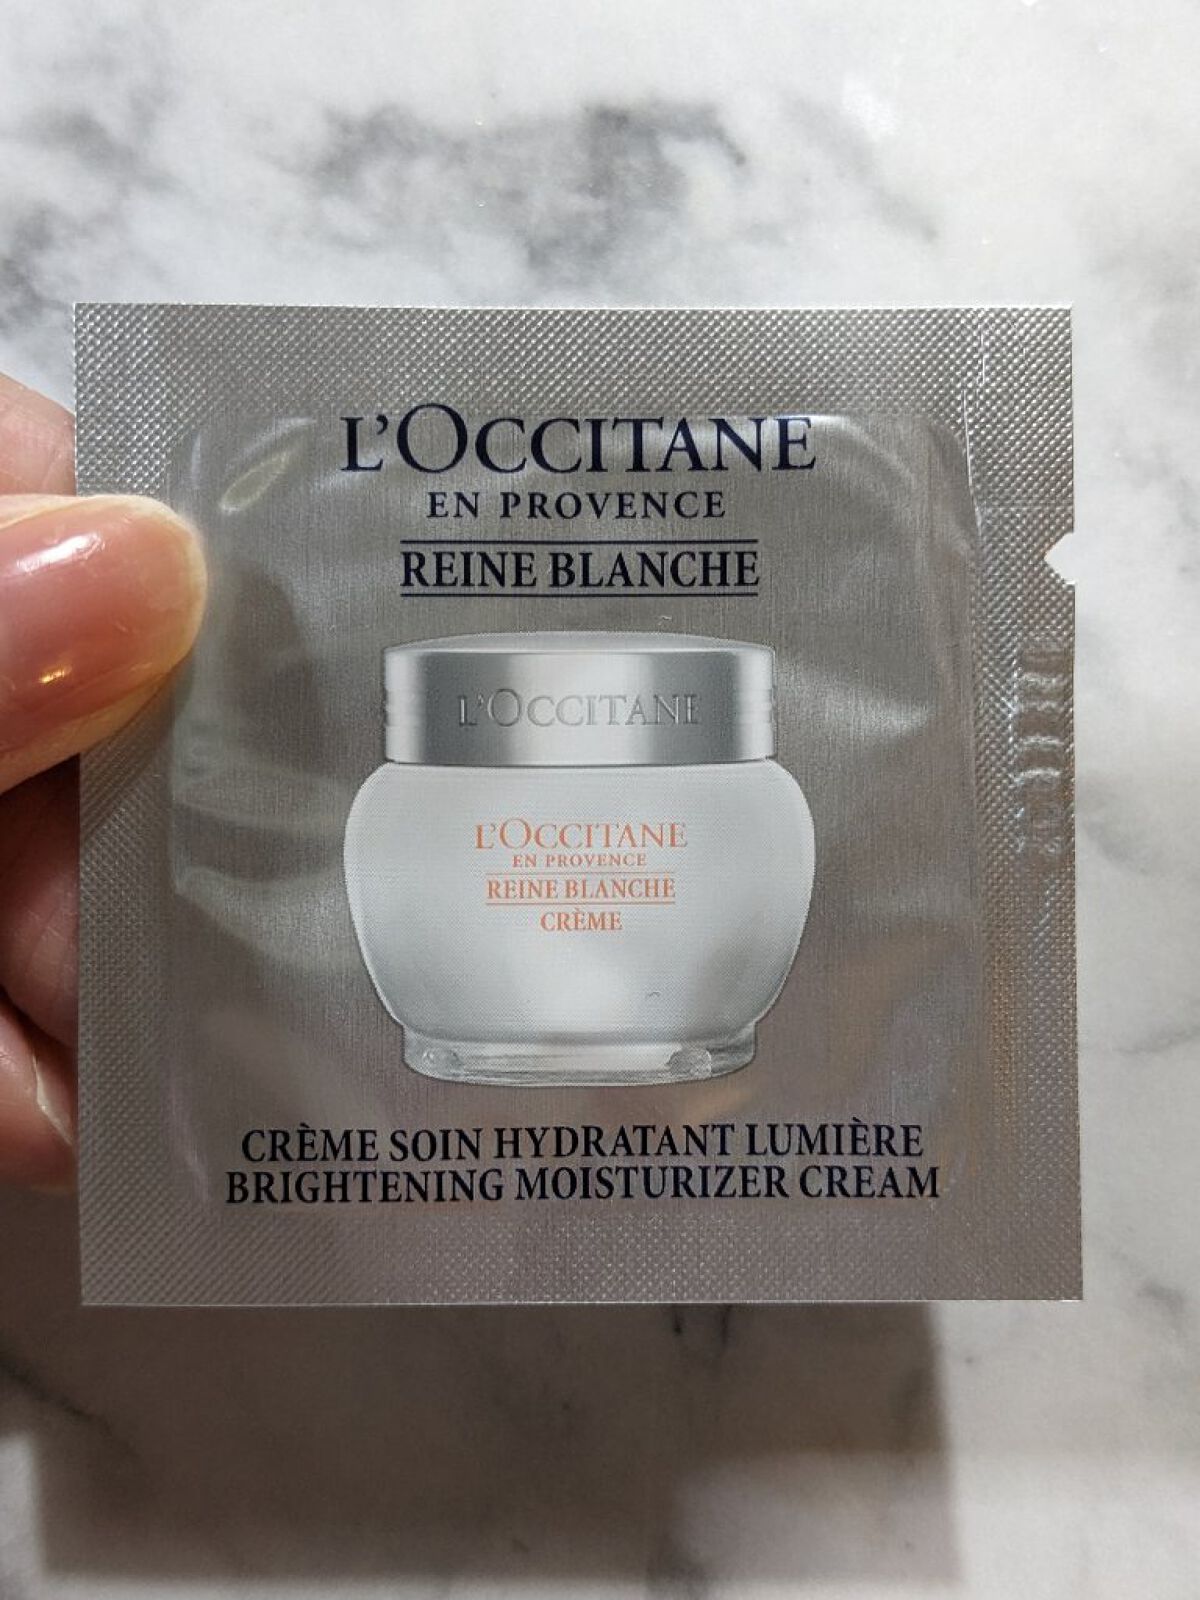 L'OCCITANE
EN PROVENCE
REINE BLANCHE
L'OCCITANE
L'OCCITANE
EN PROVENCE
REINE BLANCHE
CRÈME
CRÈME SOIN HYDRATANT LUMIÈRE
BRIGHTENING MOISTURIZER CREAM